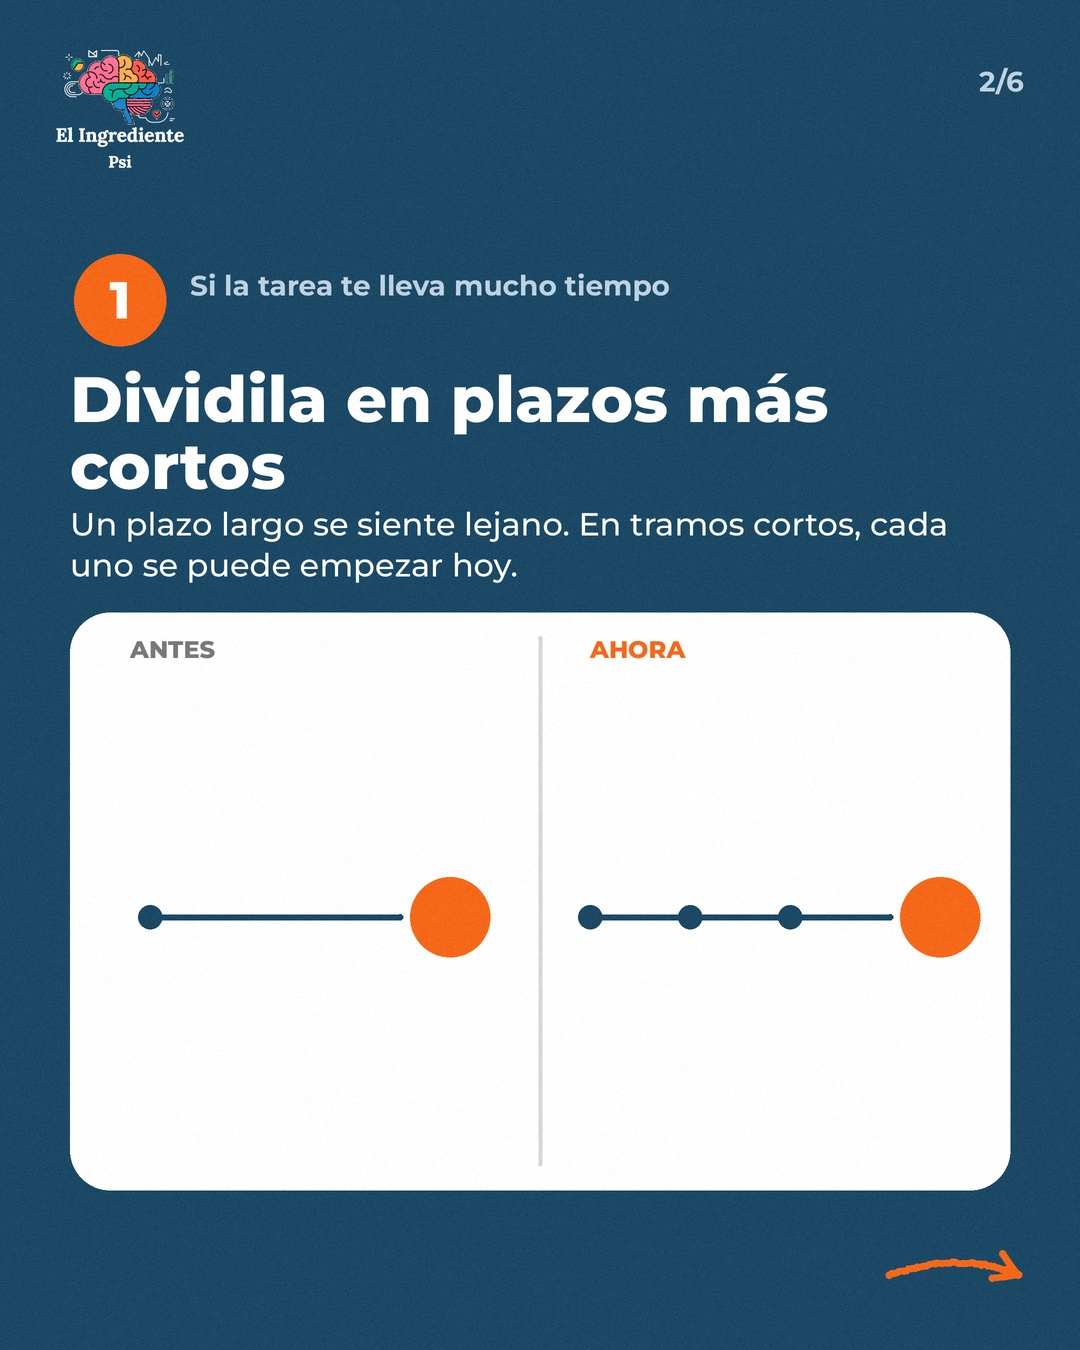 El Ingrediente
Psi
2/6
1
Si la tarea te lleva mucho tiempo
Dividila en plazos más
cortos
Un plazo largo se siente lejano. En tramos cortos, cada
uno se puede empezar hoy.
ANTES
AHORA